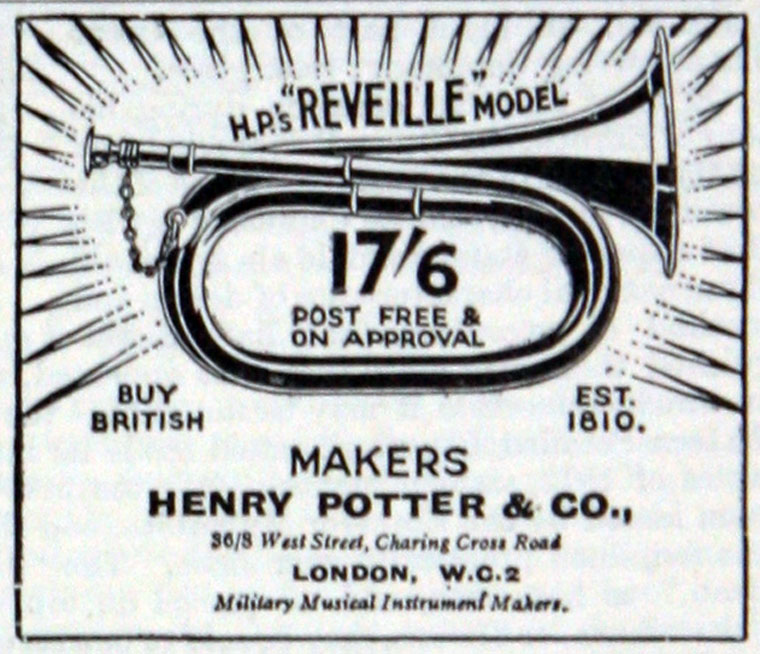 H.P.'s "REVEILLE" MODEL
17'/6
POST FREE &
ON APPROVAL
BUY
BRITISH
EST.
1810.
MAKERS
HENRY POTTER & CO.,
36/8 West Street, Charing Cross Road
LONDON, W.C.2
Military Musical Instrument Makers.